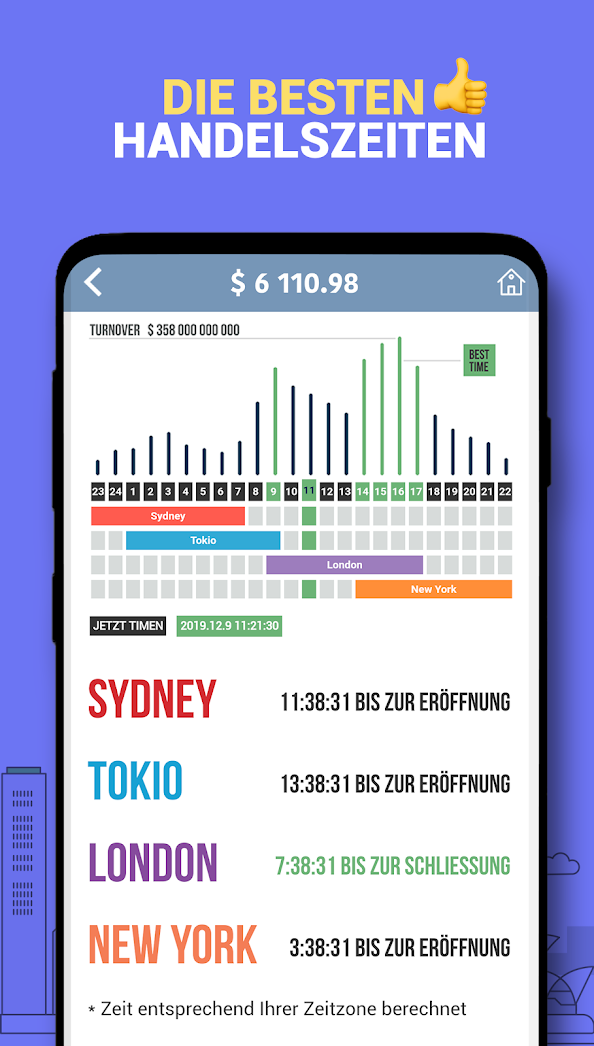 DIE BESTEN
HANDELSZEITEN
$ 6 110.98
TURNOVER $ 358 000 000 000
BEST
TIME
23 24 1 2 3 4 5 6 7 8 9 10 11 12 13 14 15 16 17 18 19 20 21 22
Sydney
Tokio
London
New York
JETZT TIMEN 2019.12.9 11:21:30
SYDNEY 11:38:31 BIS ZUR ERÖFFNUNG
TOKIO 13:38:31 BIS ZUR ERÖFFNUNG
LONDON 7:38:31 BIS ZUR SCHLIESSUNG
NEW YORK 3:38:31 BIS ZUR ERÖFFNUNG
* Zeit entsprechend Ihrer Zeitzone berechnet